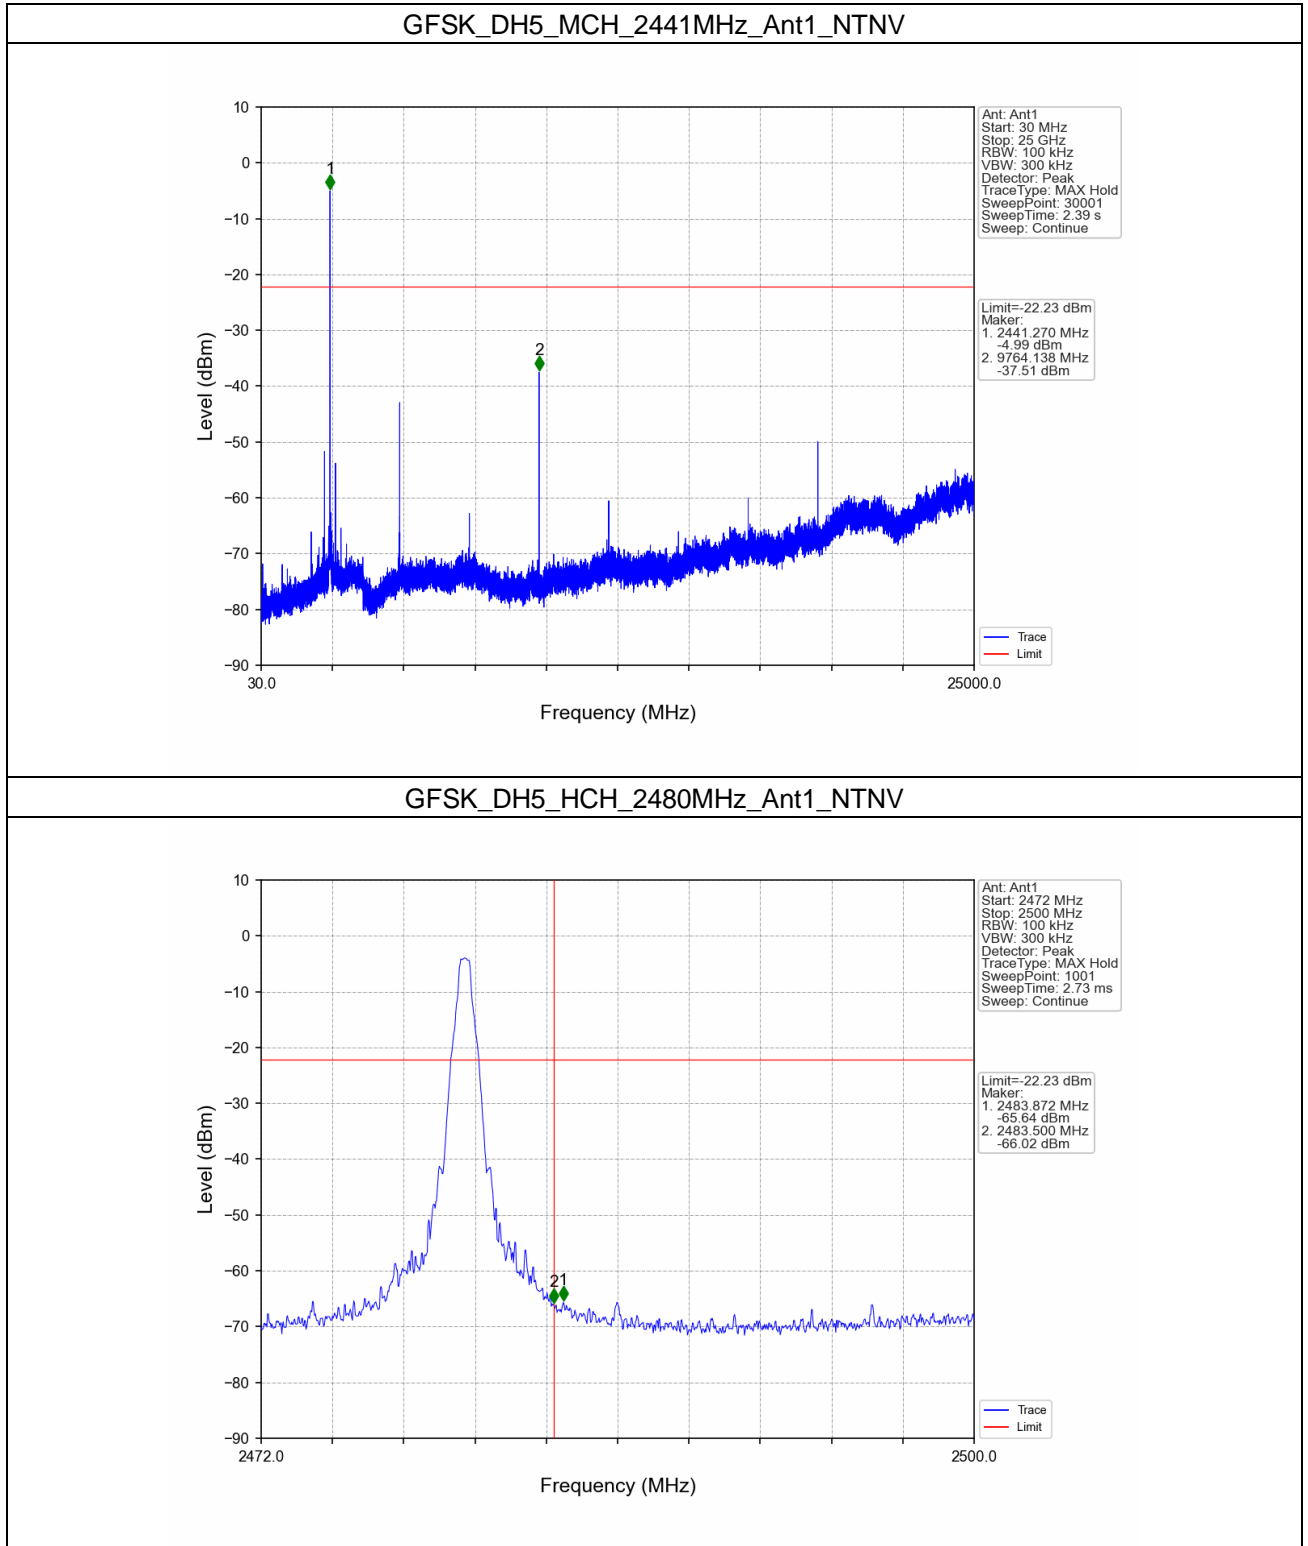 GFSK_DH5_MCH_2441MHz_Ant1_NTNV
10
0
−10
−20
−30
−40
−50
−60
−70
−80
−90
Level (dBm)
1
2
30.0
25000.0
Frequency (MHz)
Ant: Ant1
Start: 30 MHz
Stop: 25 GHz
RBW: 100 kHz
VBW: 300 kHz
Detector: Peak
TraceType: MAX Hold
SweepPoint: 30001
SweepTime: 2.39 s
Sweep: Continue
Limit=-22.23 dBm
Maker:
1. 2441.270 MHz
-4.99 dBm
2. 9764.138 MHz
-37.51 dBm
Trace
Limit
GFSK_DH5_HCH_2480MHz_Ant1_NTNV
10
0
−10
−20
−30
−40
−50
−60
−70
−80
−90
Level (dBm)
21
2472.0
2500.0
Frequency (MHz)
Ant: Ant1
Start: 2472 MHz
Stop: 2500 MHz
RBW: 100 kHz
VBW: 300 kHz
Detector: Peak
TraceType: MAX Hold
SweepPoint: 1001
SweepTime: 2.73 ms
Sweep: Continue
Limit=-22.23 dBm
Maker:
1. 2483.872 MHz
-65.64 dBm
2. 2483.500 MHz
-66.02 dBm
Trace
Limit